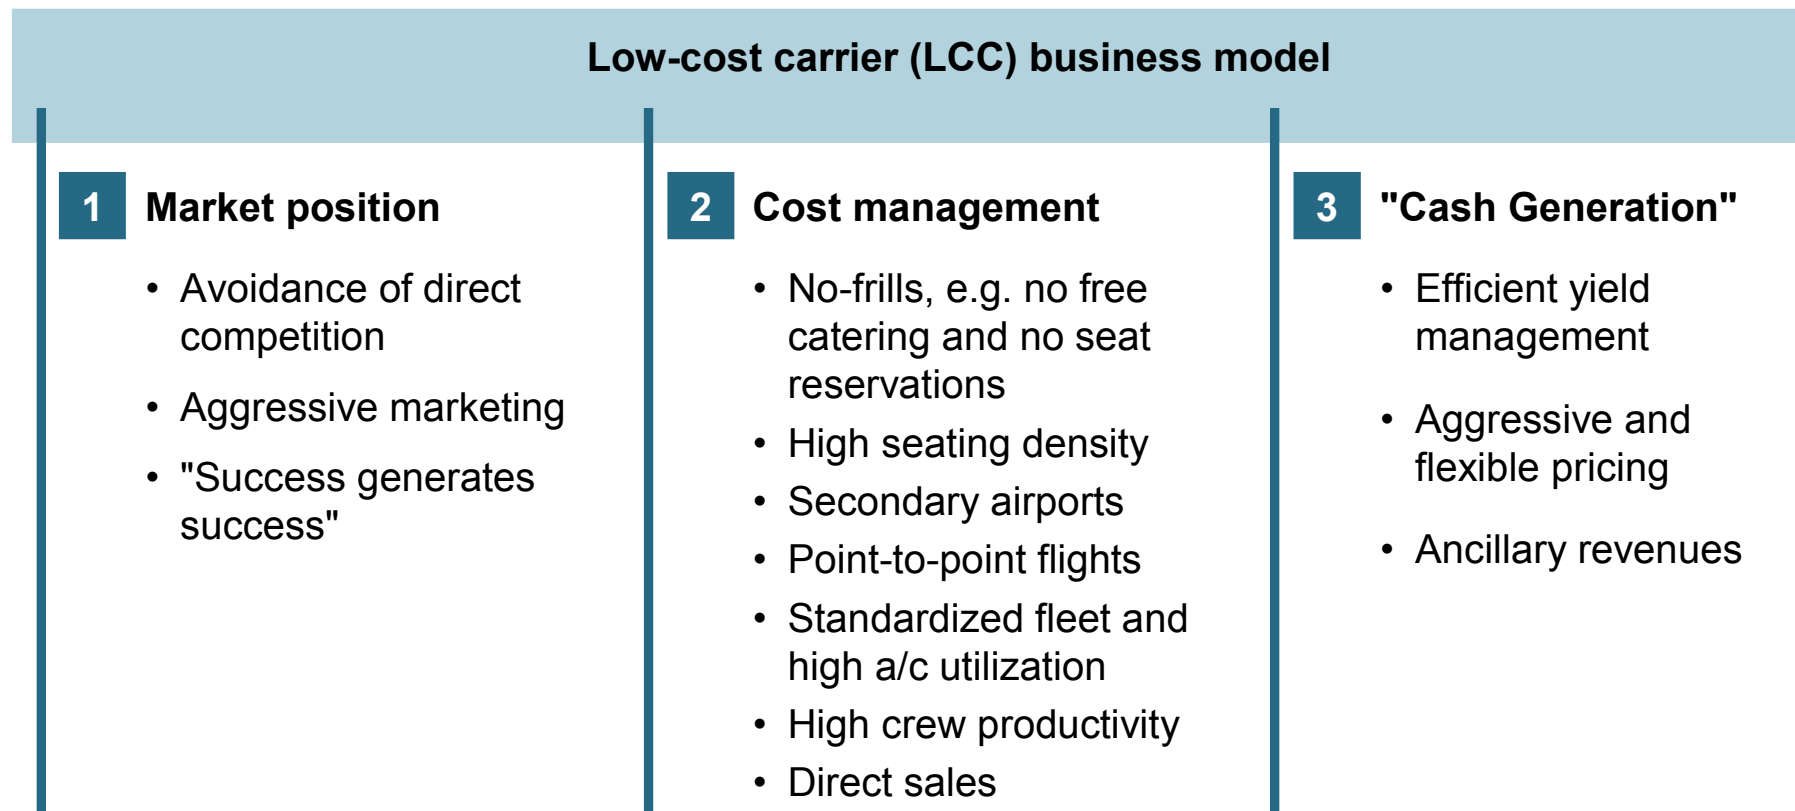 Low-cost carrier (LCC) business model
1 Market position
• Avoidance of direct
competition
• Aggressive marketing
• "Success generates
success"
2 Cost management
• No-frills, e.g. no free
catering and no seat
reservations
• High seating density
• Secondary airports
• Point-to-point flights
• Standardized fleet and
high a/c utilization
• High crew productivity
• Direct sales
3 "Cash Generation"
• Efficient yield
management
• Aggressive and
flexible pricing
• Ancillary revenues